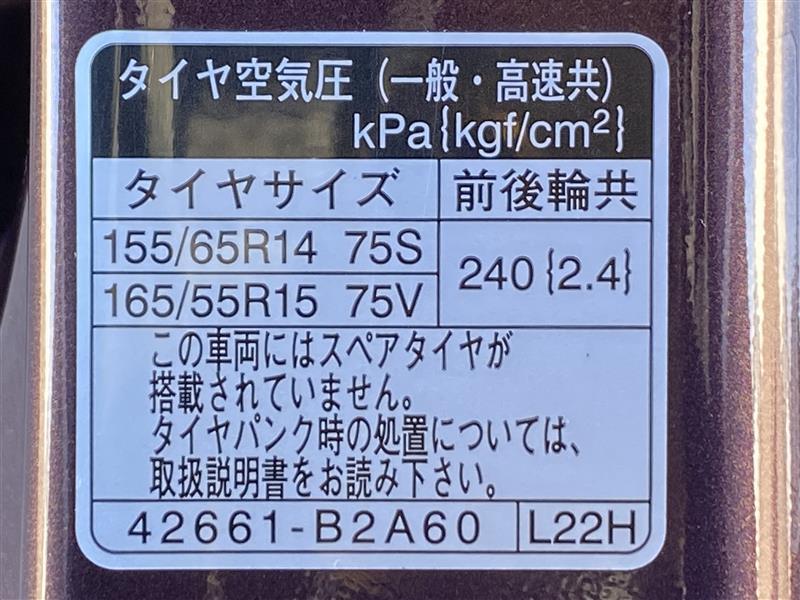 タイヤ空気圧（一般・高速共）
kPa{kgf/cm²}
タイヤサイズ 前後輪共
155/65R14 75S
240{2.4}
165/55R15 75V
この車両にはスペアタイヤが
搭載されていません。
タイヤパンク時の処置については、
取扱説明書をお読み下さい。
42661-B2A60 L22H